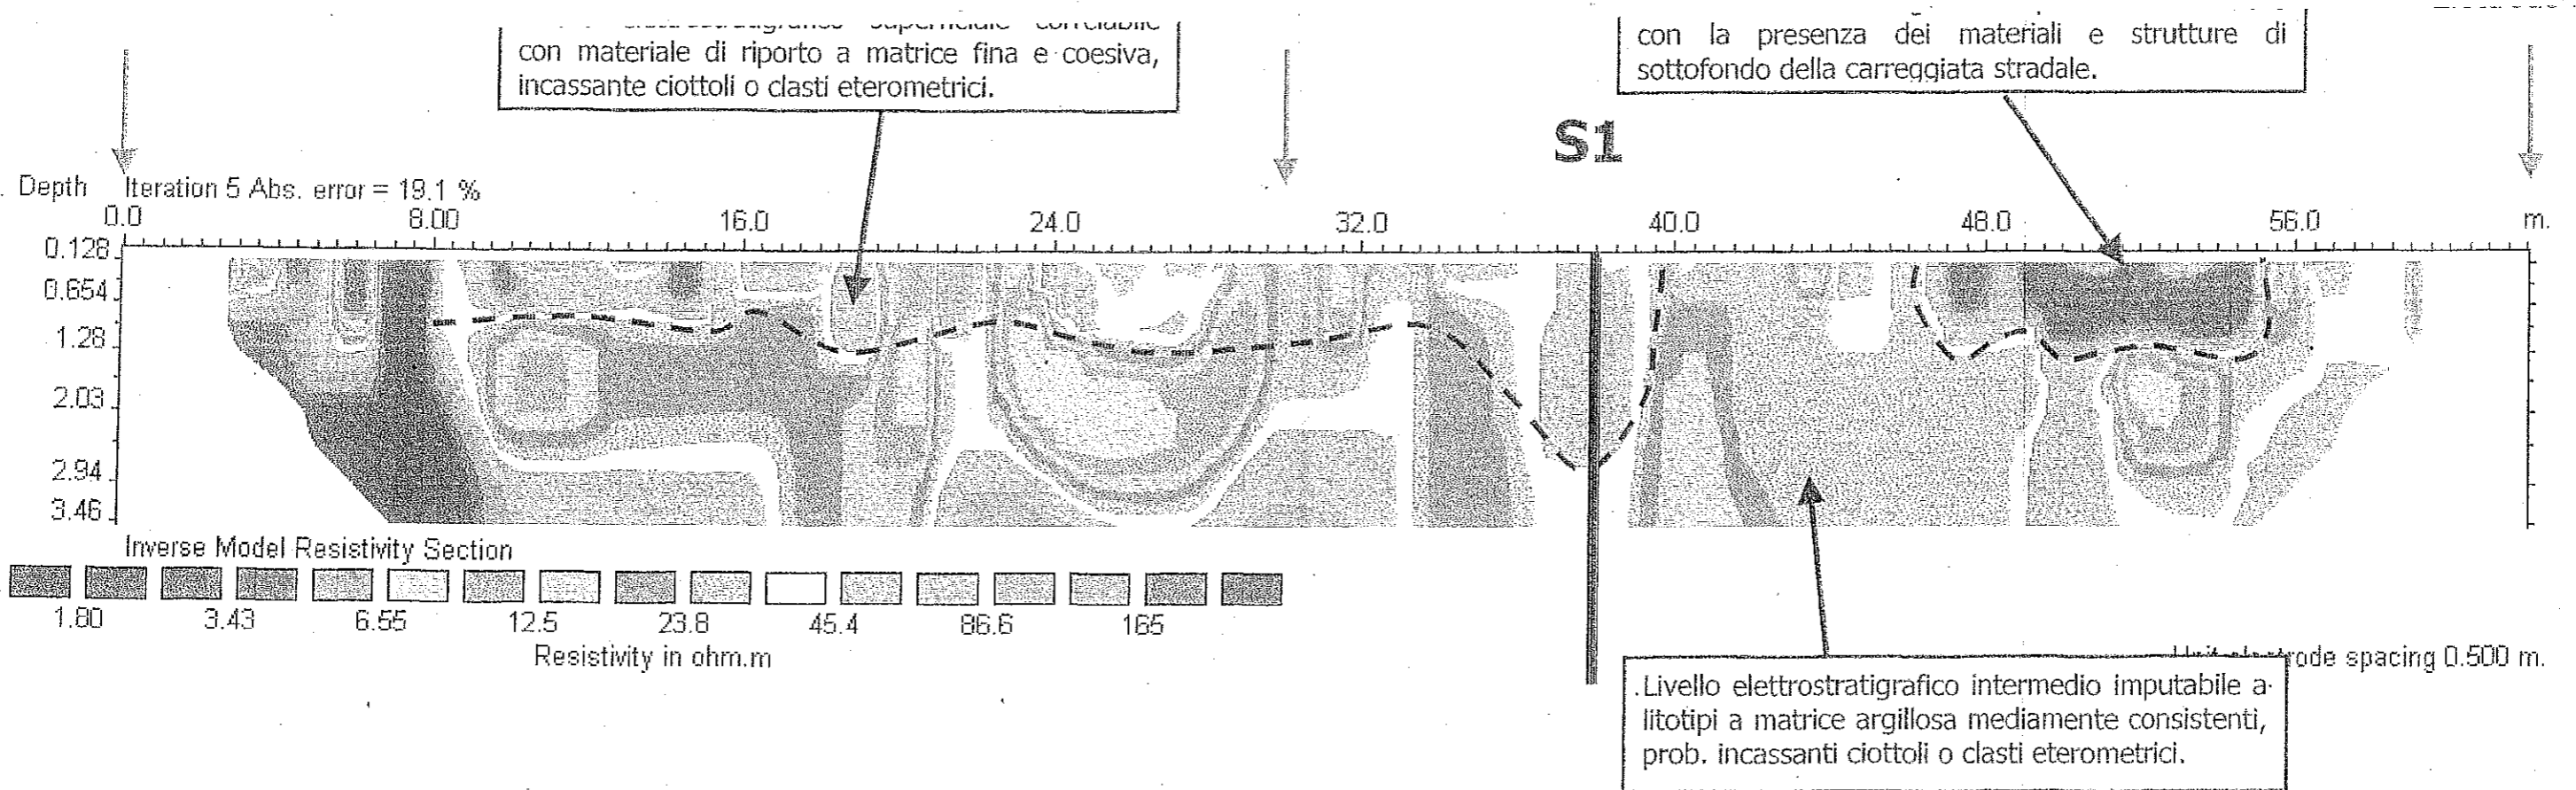 superficiale correlabile
con materiale di riporto a matrice fina e coesiva,
incassante ciottoli o clasti eterometrici.
con la presenza dei materiali e strutture di
sottofondo della carreggiata stradale.
S1
Depth Iteration 5 Abs. error = 19.1 %
0.0 8.00 16.0 24.0 32.0 40.0 48.0 56.0 m.
0.128
0.654
1.28
2.03
2.94
3.46
Inverse Model Resistivity Section
1.80 3.43 6.55 12.5 23.8 45.4 86.6 165
Resistivity in ohm.m
spacing 0.500 m.
Livello elettrostratigrafico intermedio imputabile a
litotipi a matrice argillosa mediamente consistenti,
prob. incassanti ciottoli o clasti eterometrici.